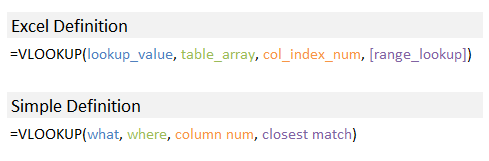 Excel Definition
=VLOOKUP(lookup_value, table_array, col_index_num, [range_lookup])
Simple Definition
=VLOOKUP(what, where, column num, closest match)